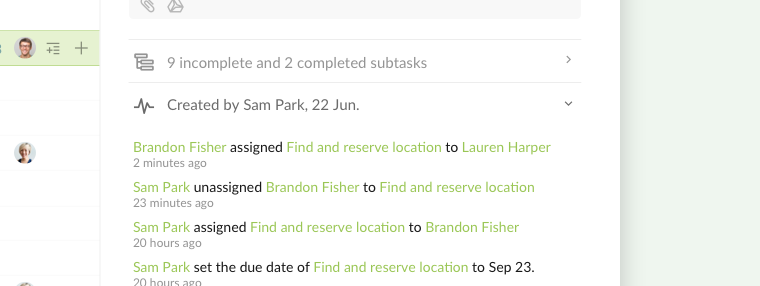 9 incomplete and 2 completed subtasks
Created by Sam Park, 22 Jun.
Brandon Fisher assigned Find and reserve location to Lauren Harper
2 minutes ago
Sam Park unassigned Brandon Fisher to Find and reserve location
23 minutes ago
Sam Park assigned Find and reserve location to Brandon Fisher
20 hours ago
Sam Park set the due date of Find and reserve location to Sep 23.
20 hours ago